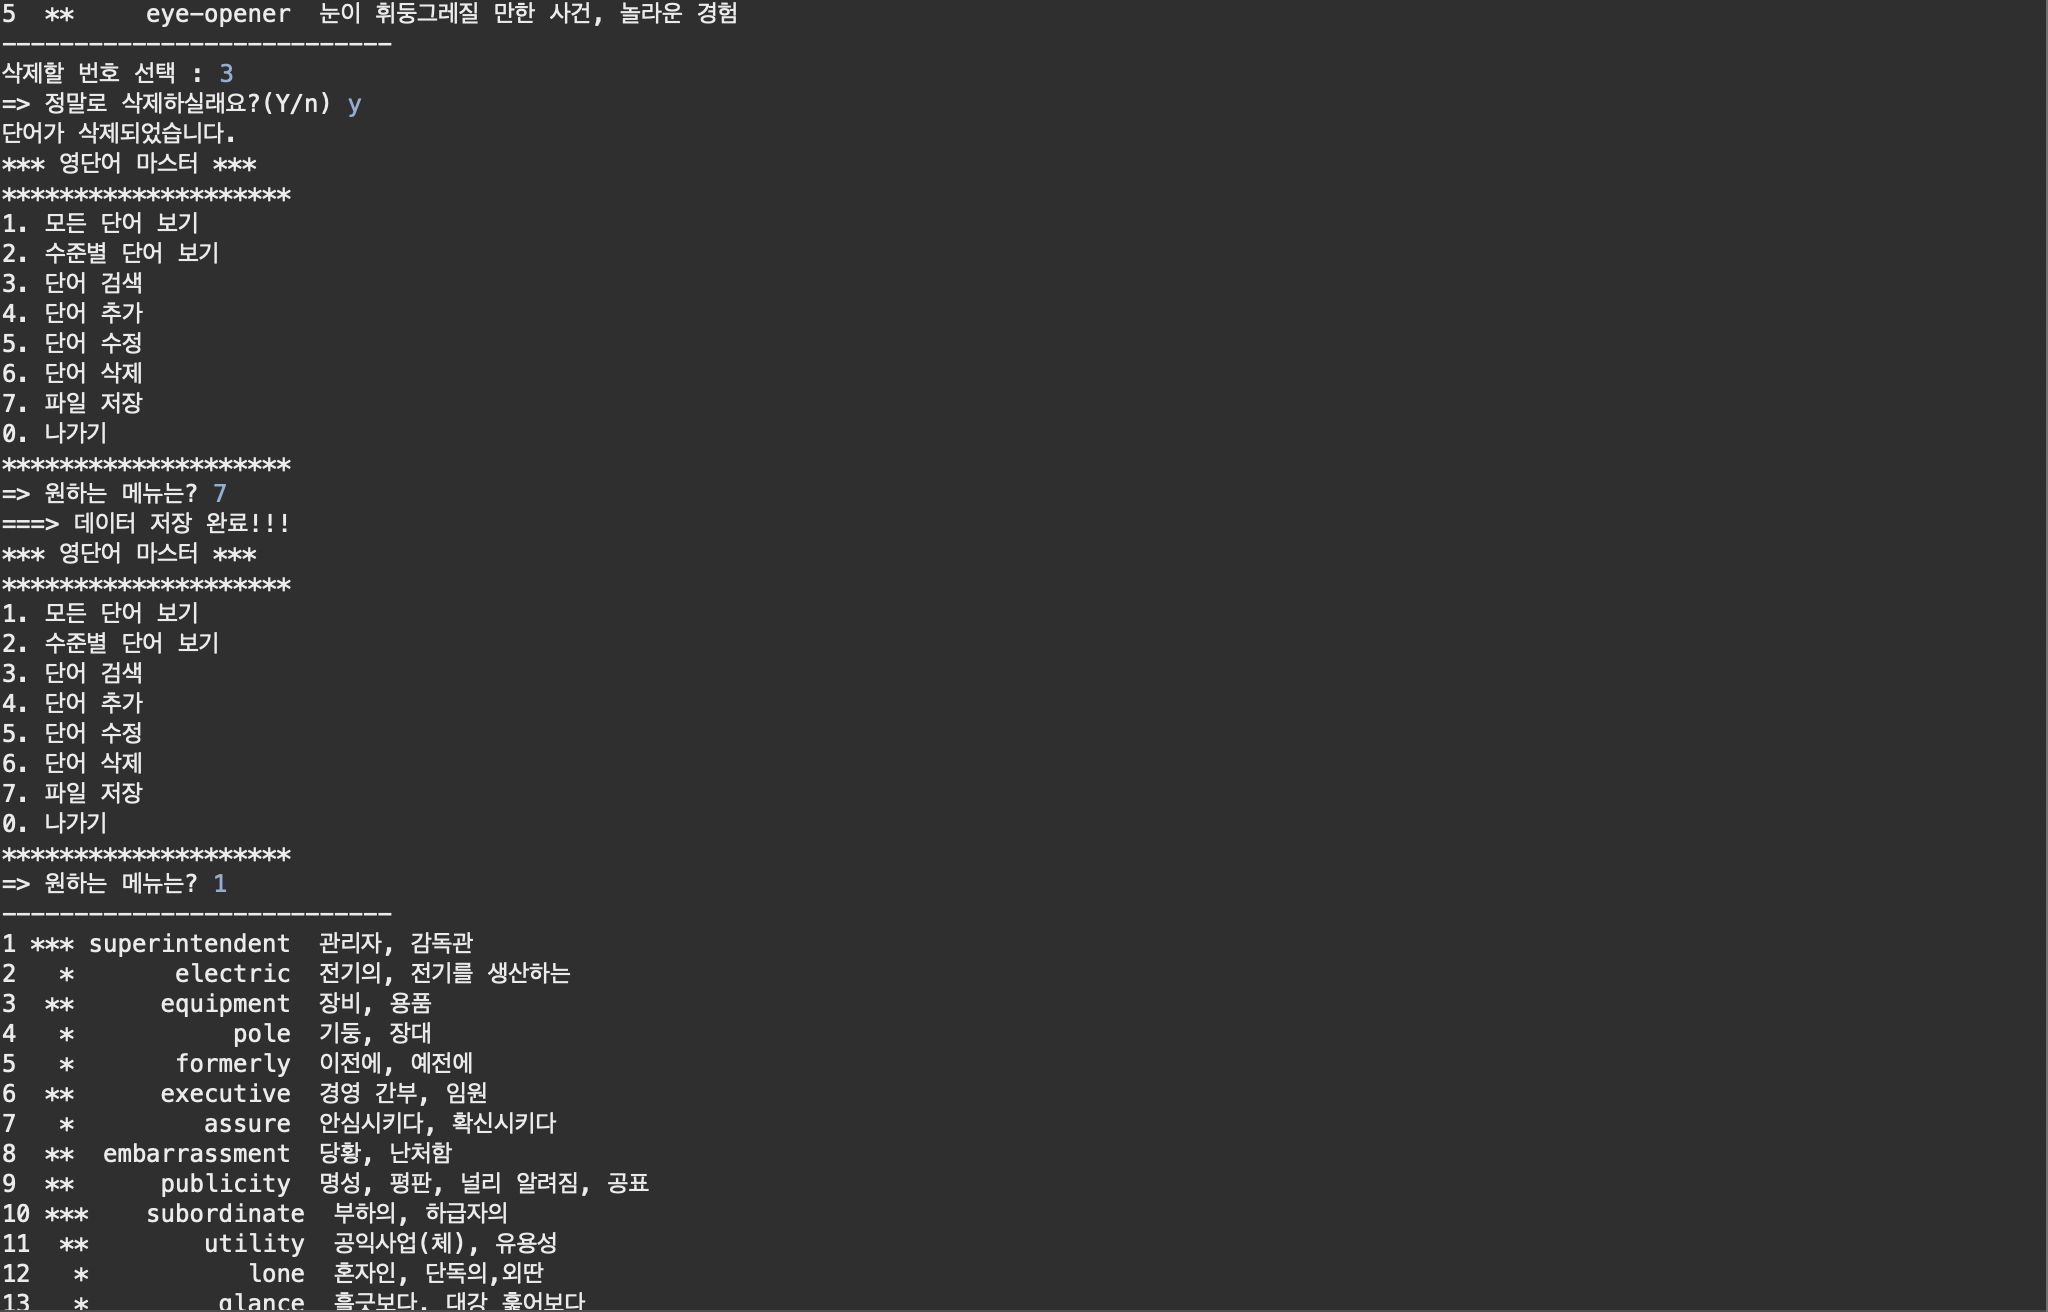 5  **     eye-opener  눈이 휘둥그레질 만한 사건, 놀라운 경험
---------------------------
삭제할 번호 선택 : 3
=> 정말로 삭제하실래요?(Y/n) y
단어가 삭제되었습니다.
*** 영단어 마스터 ***
********************
1. 모든 단어 보기
2. 수준별 단어 보기
3. 단어 검색
4. 단어 추가
5. 단어 수정
6. 단어 삭제
7. 파일 저장
0. 나가기
********************
=> 원하는 메뉴는? 7
===> 데이터 저장 완료!!!
*** 영단어 마스터 ***
********************
1. 모든 단어 보기
2. 수준별 단어 보기
3. 단어 검색
4. 단어 추가
5. 단어 수정
6. 단어 삭제
7. 파일 저장
0. 나가기
********************
=> 원하는 메뉴는? 1
---------------------------
1 *** superintendent  관리자, 감독관
2   *       electric  전기의, 전기를 생산하는
3  **      equipment  장비, 용품
4   *           pole  기둥, 장대
5   *       formerly  이전에, 예전에
6  **      executive  경영 간부, 임원
7   *         assure  안심시키다, 확신시키다
8  **  embarrassment  당황, 난처함
9  **      publicity  명성, 평판, 널리 알려짐, 공표
10 ***    subordinate  부하의, 하급자의
11  **        utility  공익사업(체), 유용성
12   *           lone  혼자인, 단독의,외딴
13   *         glance  흘긋보다, 대강 훑어보다